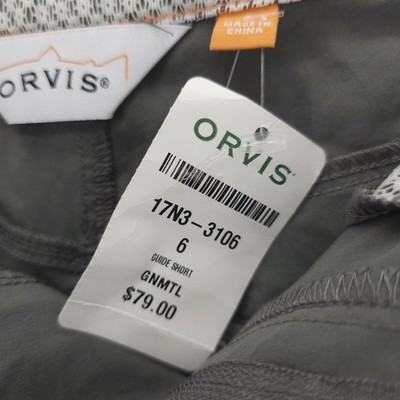 ORVIS®
MADE IN
CHINA
ORVIS
17N3-3106
6
GUIDE SHORT
GNMTL
$79.00